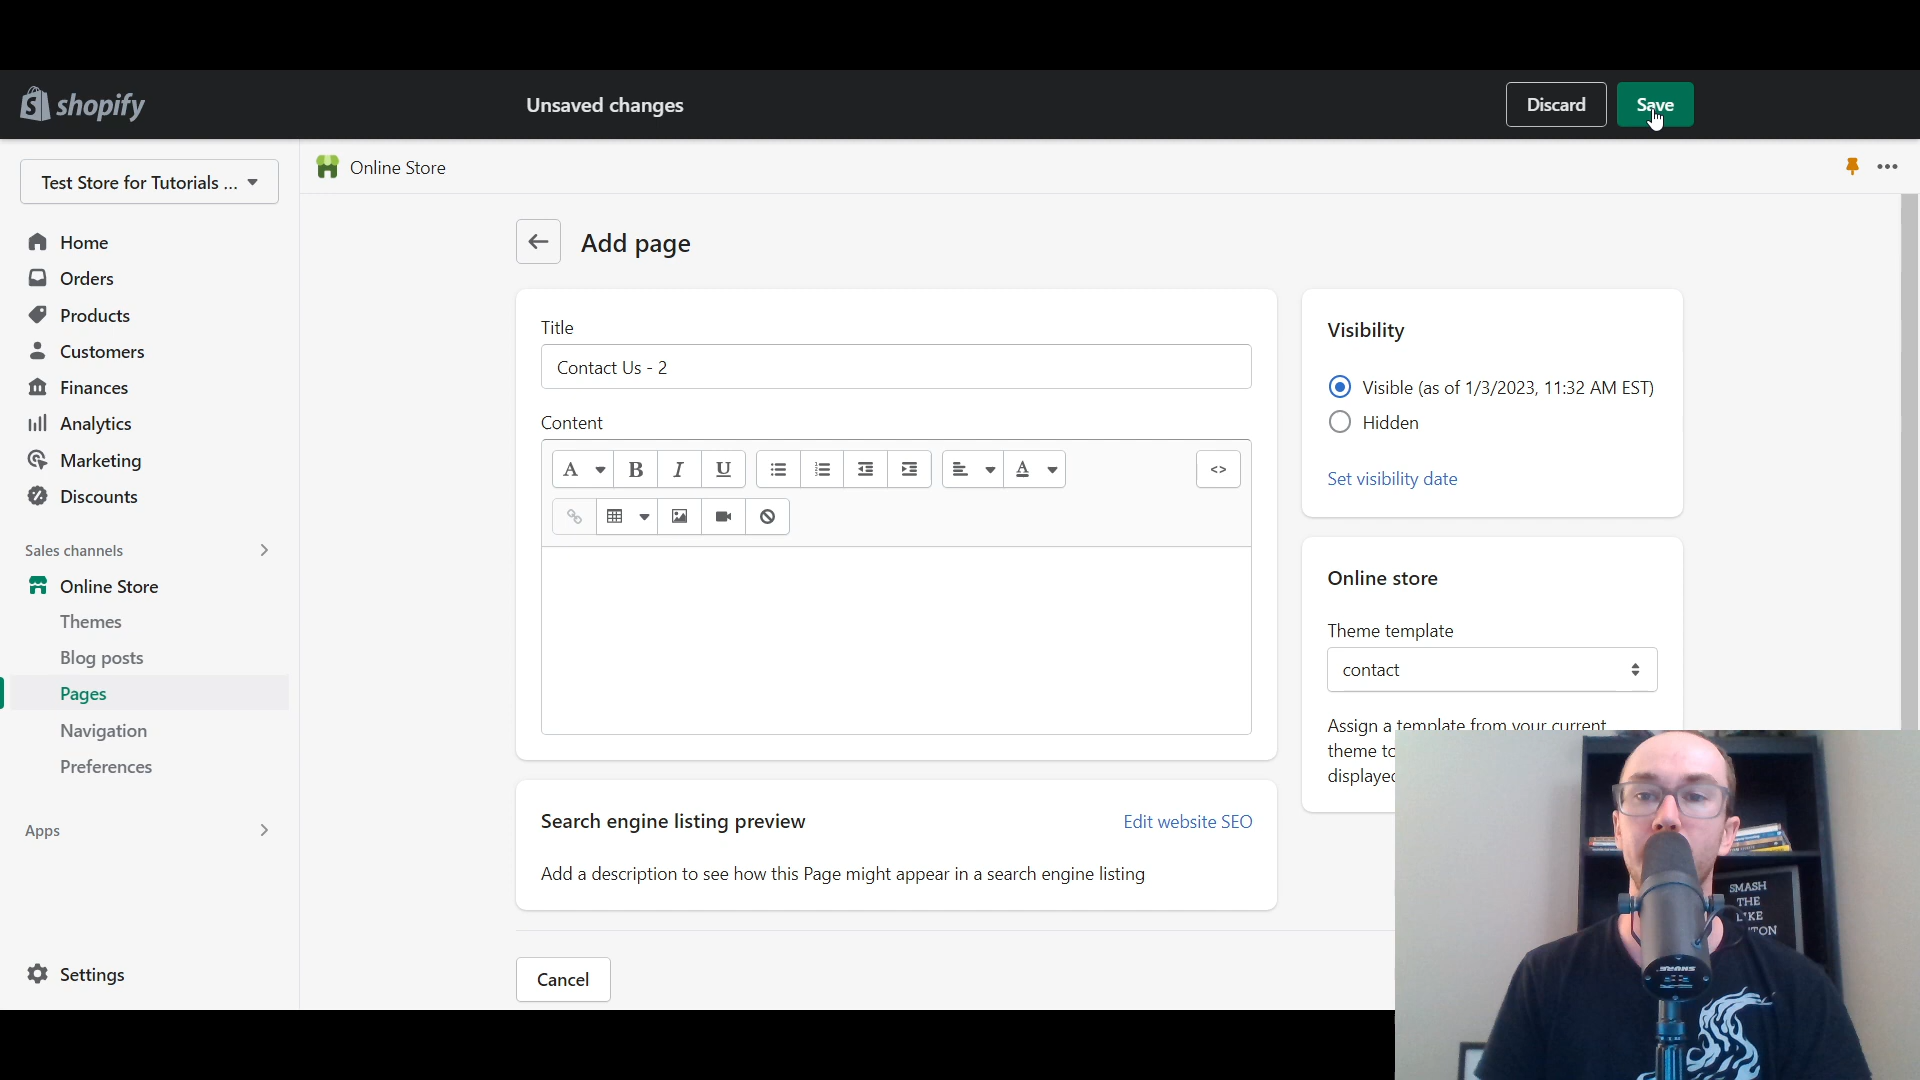 shopify
Unsaved changes
Discard
Save
Test Store for Tutorials ...
Online Store
Home
Orders
Products
Customers
Finances
Analytics
Marketing
Discounts
Sales channels
Online Store
Themes
Blog posts
Pages
Navigation
Preferences
Apps
Settings
Add page
Title
Contact Us - 2
Content
A B I U A <>
Search engine listing preview
Edit website SEO
Add a description to see how this Page might appear in a search engine listing
Cancel
Visibility
Visible (as of 1/3/2023, 11:32 AM EST)
Hidden
Set visibility date
Online store
Theme template
contact
Assign a template from your current
theme to
displayed
SMASH
THE
L'KE
TON